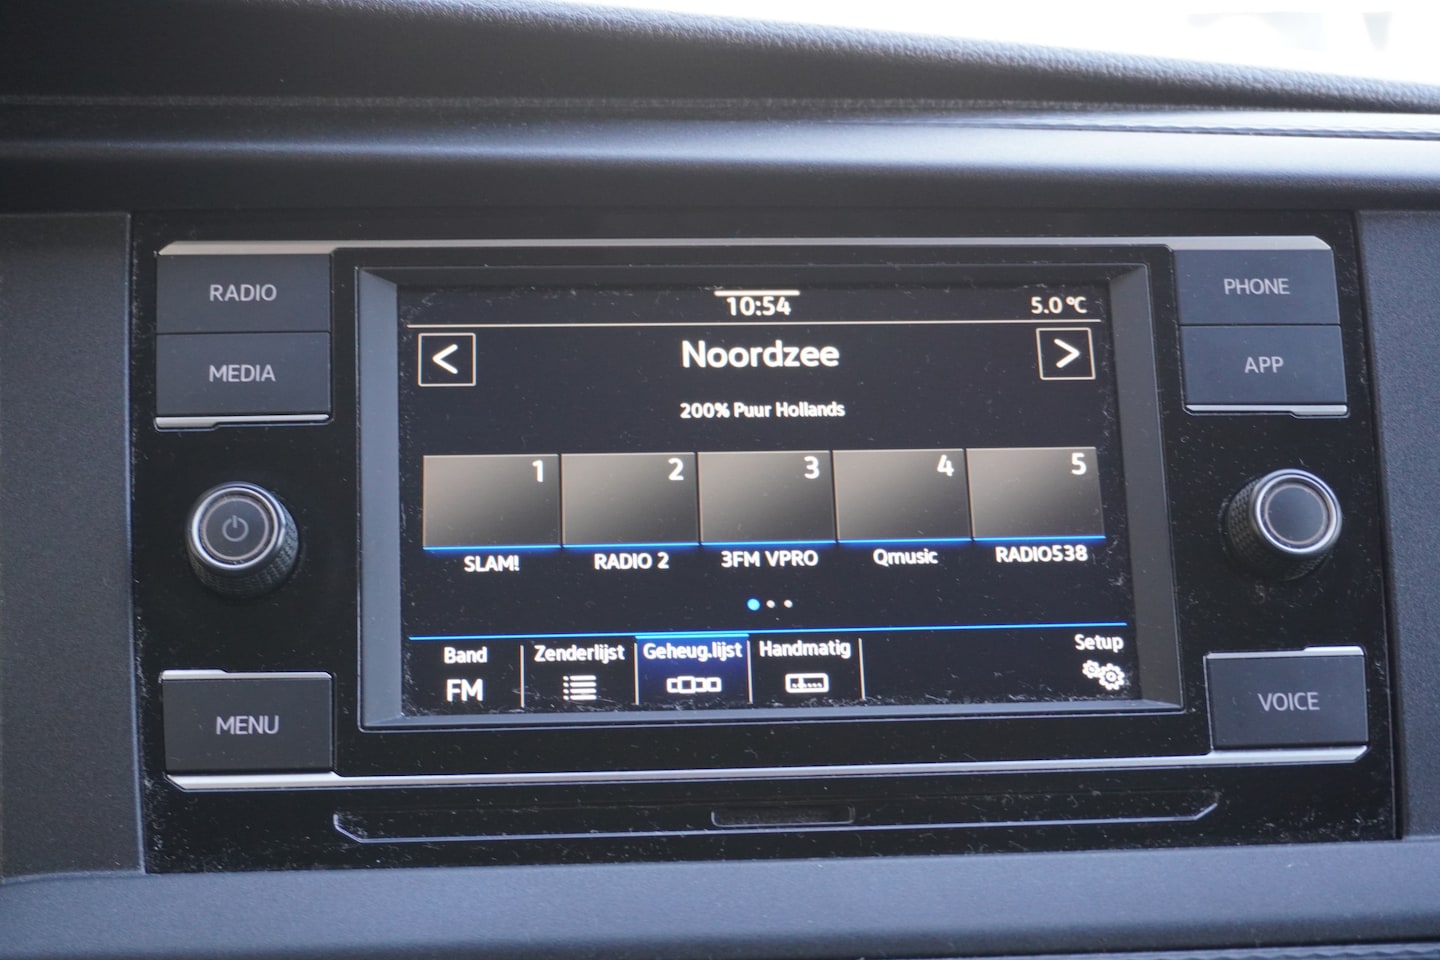 RADIO
MEDIA
MENU
10:54
5.0 °C
<
Noordzee
>
200% Puur Hollands
1
2
3
4
5
SLAM!
RADIO 2
3FM VPRO
Qmusic
RADIO538
Band
FM
Zenderlijst
Geheug.lijst
Handmatig
Setup
PHONE
APP
VOICE